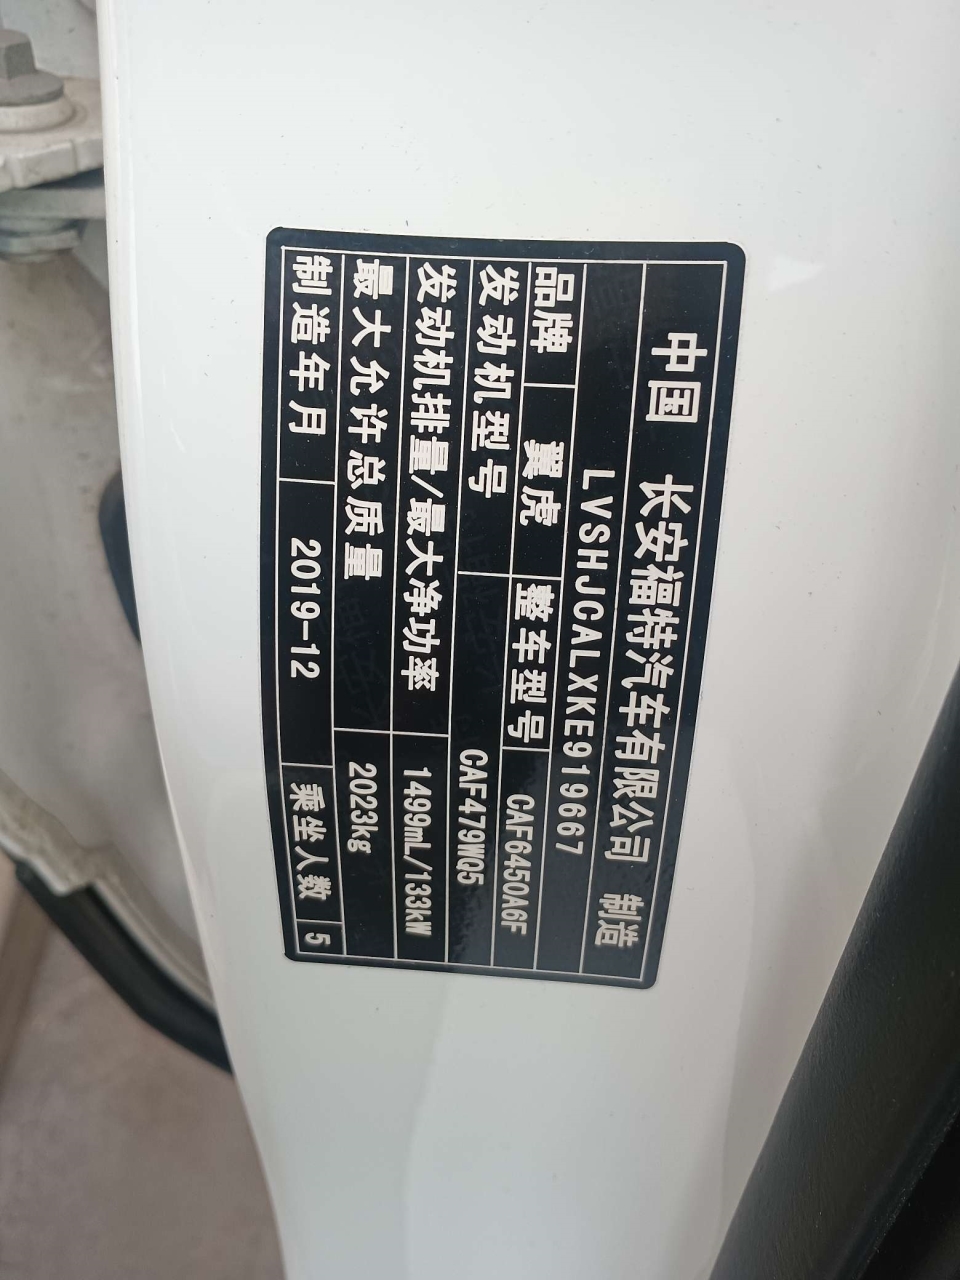 中国 长安福特汽车有限公司 制造
LVSHJCALXKE919667
品牌 翼虎 整车型号 CAF6450A6F
发动机型号 CAF479WQ5
发动机排量/最大净功率 1499mL/133kW
最大允许总质量 2023kg
制造年月 2019-12 乘坐人数 5